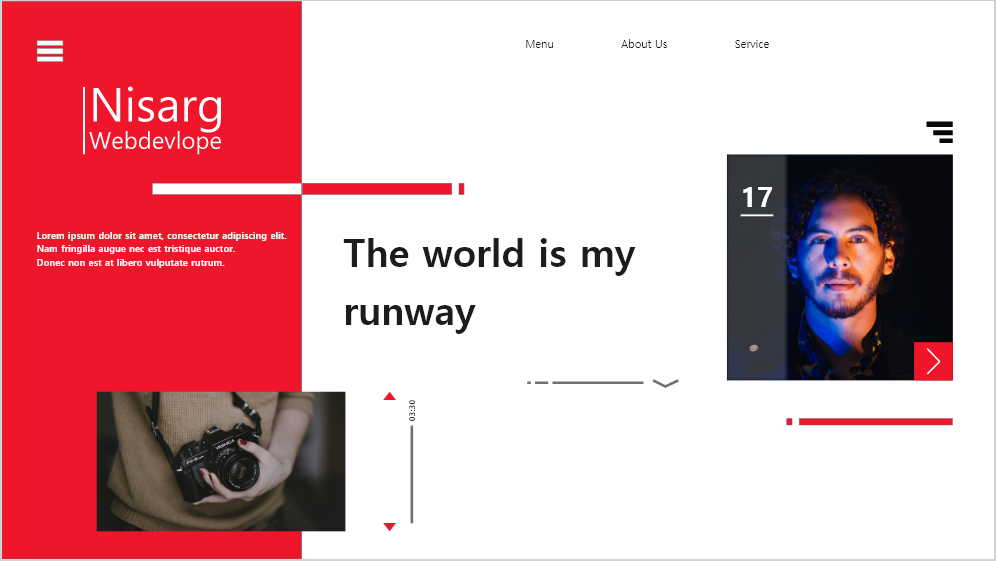 Menu
About Us
Service
Nisarg
Webdevlope
17
Lorem ipsum dolor sit amet, consectetur adipiscing elit.
Nam fringilla augue nec est tristique auctor.
Donec non est at libero vulputate rutrum.
The world is my
runway
03:30
YASHICA